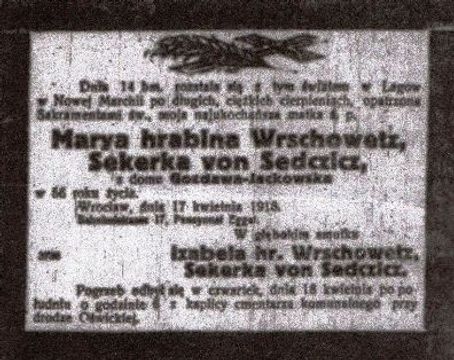 Dnia 14 bm. rozstała się z tym światem w Lagow
w Nowej Marchii po długich, ciężkich cierpieniach, opatrzona
Sakramentami św., moja najukochańsza matka ś. p.
Marya hrabina Wrschowetz,
Sekerka von Sedczicz,
z domu Gozdawa-Jackowska
w 66 roku życia.
Wrocław, dnia 17 kwietnia 1918.
17,
W głębokim smutku
Izabela hr. Wrschowetz,
Sekerka von Sedczicz.
Pogrzeb odbył się w czwartek, dnia 18 kwietnia po po-
łudniu o godzinie z kaplicy cmentarza komunalnego przy
drodze